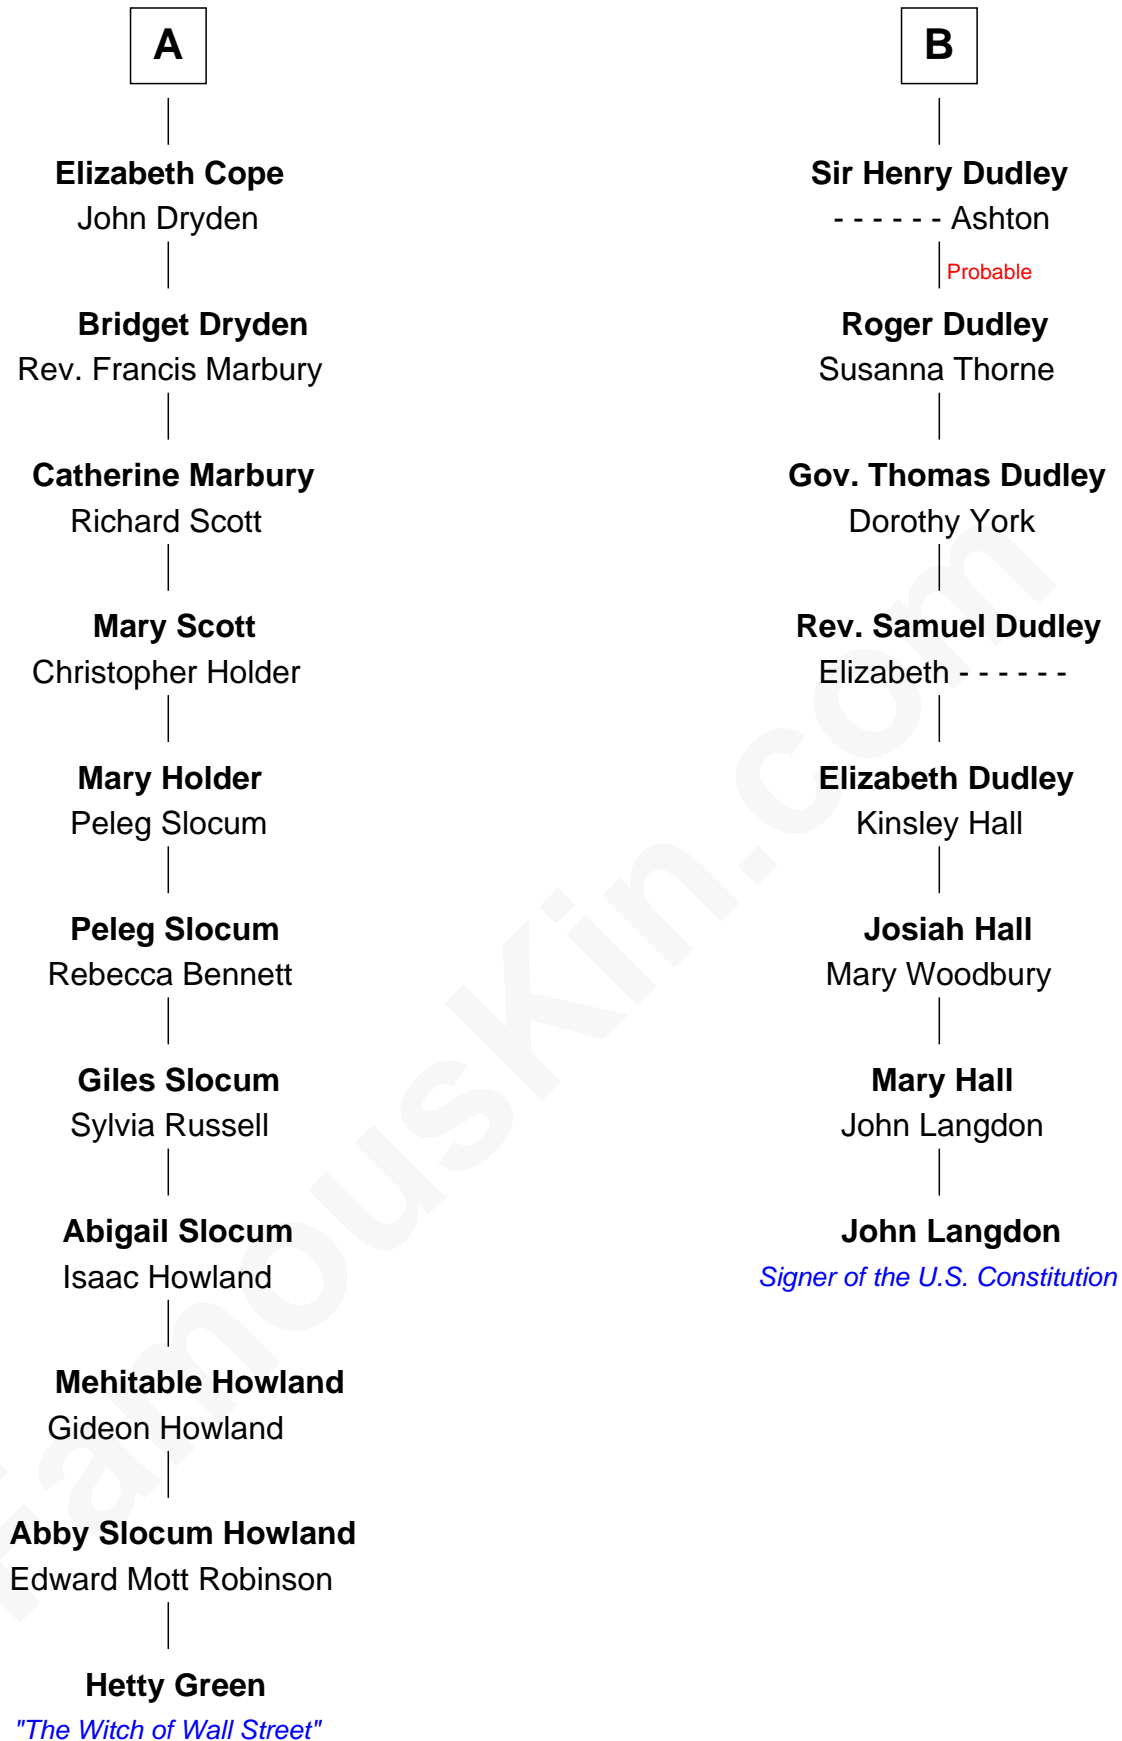 A
Elizabeth Cope
John Dryden
Bridget Dryden
Rev. Francis Marbury
Catherine Marbury
Richard Scott
Mary Scott
Christopher Holder
Mary Holder
Peleg Slocum
Peleg Slocum
Rebecca Bennett
Giles Slocum
Sylvia Russell
Abigail Slocum
Isaac Howland
Mehitable Howland
Gideon Howland
Abby Slocum Howland
Edward Mott Robinson
Hetty Green
"The Witch of Wall Street"
B
Sir Henry Dudley
- - - - - - Ashton
Probable
Roger Dudley
Susanna Thorne
Gov. Thomas Dudley
Dorothy York
Rev. Samuel Dudley
Elizabeth - - - - - -
Elizabeth Dudley
Kinsley Hall
Josiah Hall
Mary Woodbury
Mary Hall
John Langdon
John Langdon
Signer of the U.S. Constitution
FamousKin.com